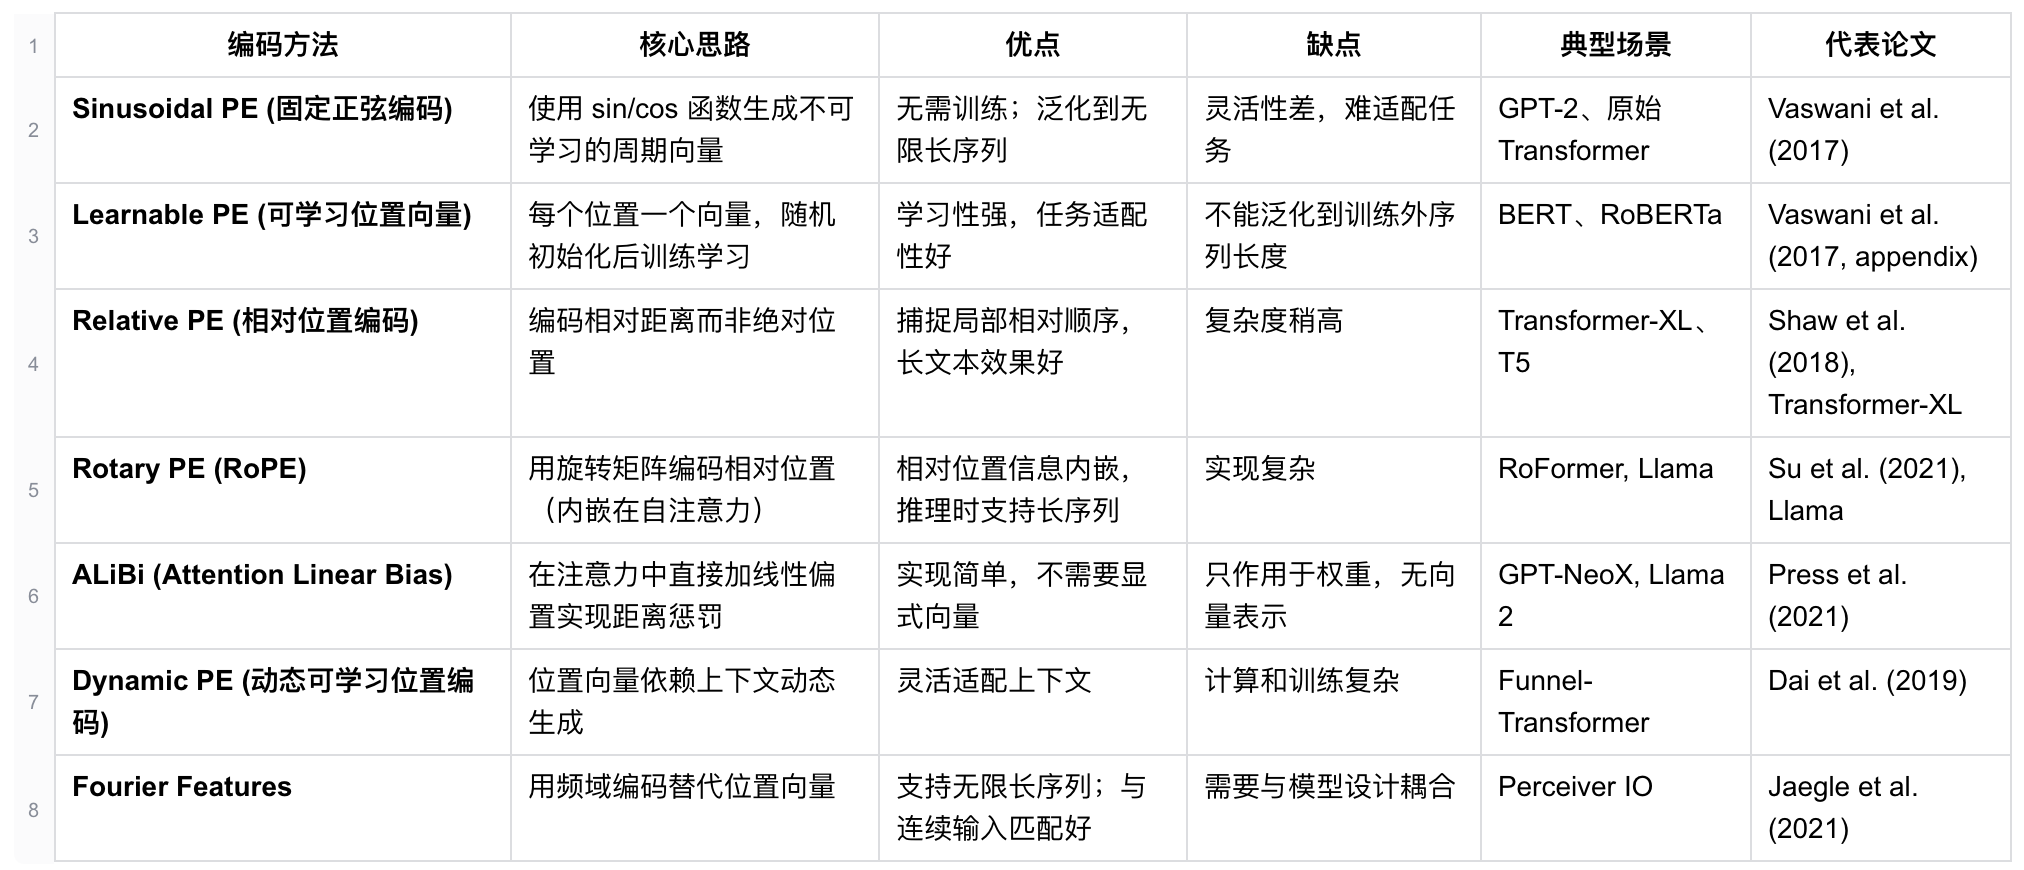 1 编码方法 核心思路 优点 缺点 典型场景 代表论文
2 Sinusoidal PE (固定正弦编码) 使用 sin/cos 函数生成不可 无需训练；泛化到无 灵活性差，难适配任 GPT-2、原始 Vaswani et al.
学习的周期向量 限长序列 务 Transformer (2017)
3 Learnable PE (可学习位置向量) 每个位置一个向量，随机 学习性强，任务适配 不能泛化到训练外序 BERT、RoBERTa Vaswani et al.
初始化后训练学习 性好 列长度 (2017, appendix)
4 Relative PE (相对位置编码) 编码相对距离而非绝对位 捕捉局部相对顺序， 复杂度稍高 Transformer-XL、 Shaw et al.
置 长文本效果好 T5 (2018),
Transformer-XL
5 Rotary PE (RoPE) 用旋转矩阵编码相对位置 相对位置信息内嵌， 实现复杂 RoFormer, Llama Su et al. (2021),
（内嵌在自注意力） 推理时支持长序列 Llama
6 ALiBi (Attention Linear Bias) 在注意力中直接加线性偏 实现简单，不需要显 只作用于权重，无向 GPT-NeoX, Llama Press et al.
置实现距离惩罚 式向量 量表示 2 (2021)
7 Dynamic PE (动态可学习位置编 位置向量依赖上下文动态 灵活适配上下文 计算和训练复杂 Funnel- Dai et al. (2019)
码) 生成 Transformer
8 Fourier Features 用频域编码替代位置向量 支持无限长序列；与 需要与模型设计耦合 Perceiver IO Jaegle et al.
连续输入匹配好 (2021)